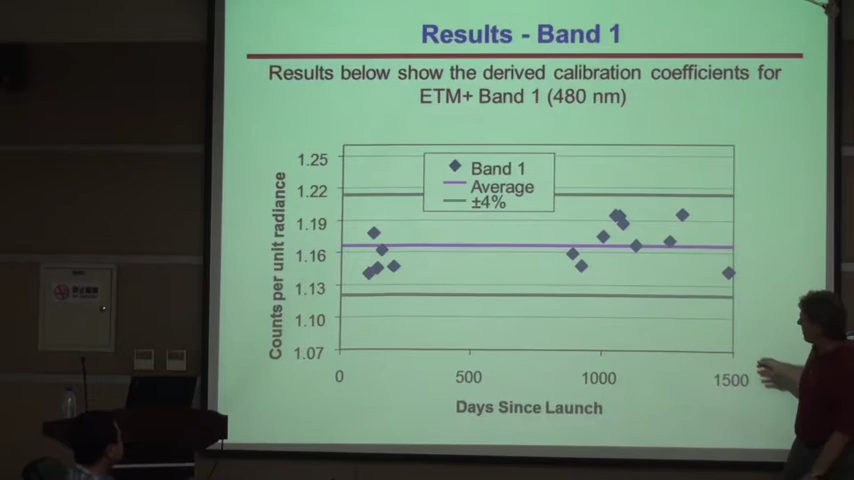 Results - Band 1
Results below show the derived calibration coefficients for
ETM+ Band 1 (480 nm)
Counts per unit radiance
1.25
1.22
1.19
1.16
1.13
1.10
1.07
Band 1
Average
±4%
0
500
1000
1500
Days Since Launch